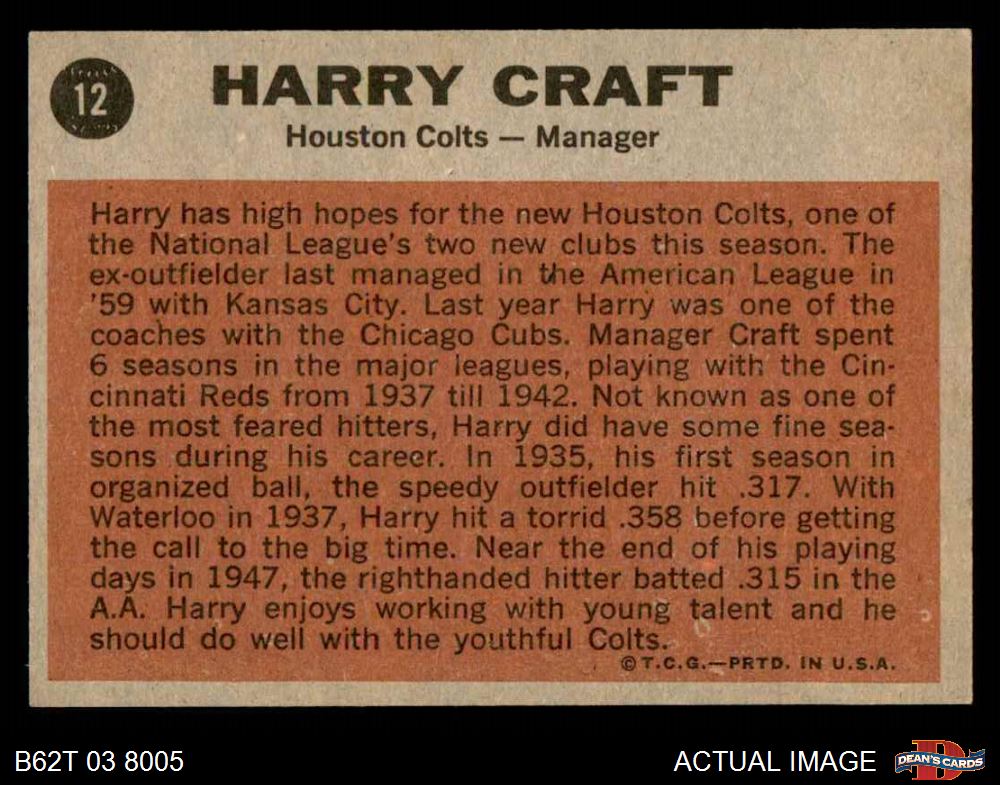 12
HARRY CRAFT
Houston Colts — Manager
Harry has high hopes for the new Houston Colts, one of
the National League's two new clubs this season. The
ex-outfielder last managed in the American League in
'59 with Kansas City. Last year Harry was one of the
coaches with the Chicago Cubs. Manager Craft spent
6 seasons in the major leagues, playing with the Cin-
cinnati Reds from 1937 till 1942. Not known as one of
the most feared hitters, Harry did have some fine sea-
sons during his career. In 1935, his first season in
organized ball, the speedy outfielder hit .317. With
Waterloo in 1937, Harry hit a torrid .358 before getting
the call to the big time. Near the end of his playing
days in 1947, the righthanded hitter batted .315 in the
A.A. Harry enjoys working with young talent and he
should do well with the youthful Colts.
©T.C.G.—PRTD. IN U.S.A.
B62T 03 8005
ACTUAL IMAGE
D
DEAN'S CARDS